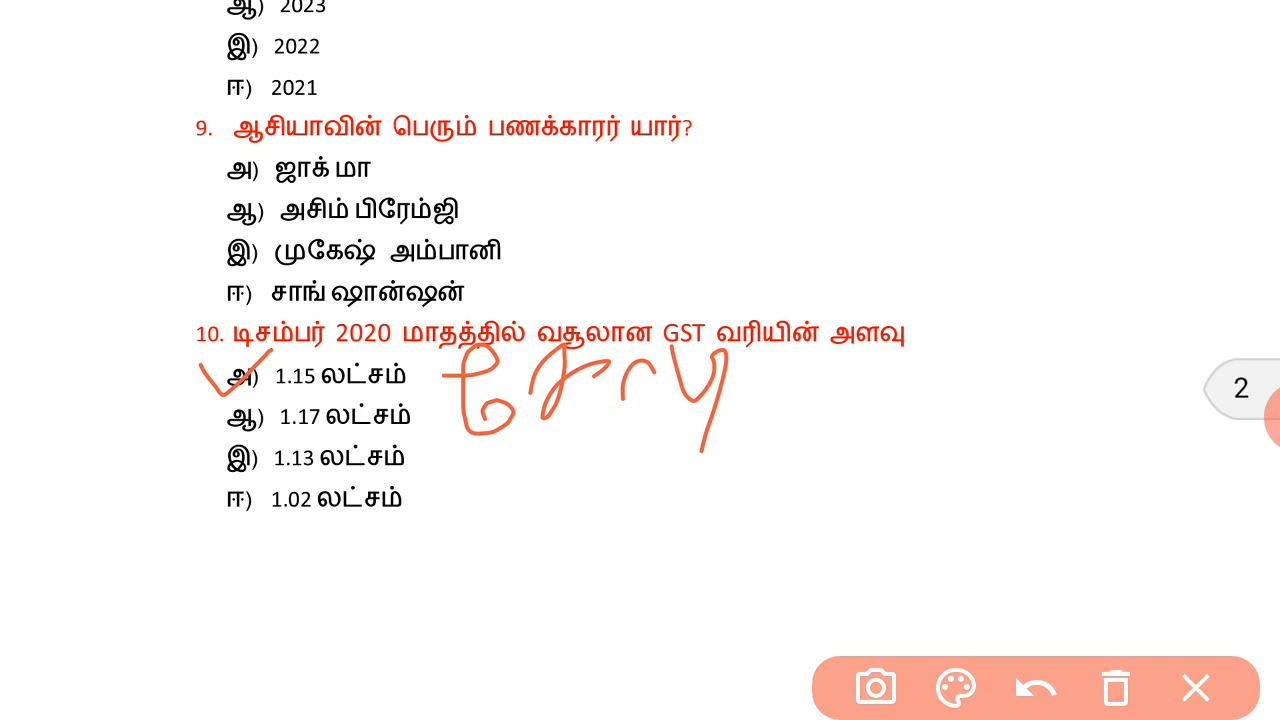 ஆ) 2023
இ) 2022
ஈ) 2021
9. ஆசியாவின் பெரும் பணக்காரர் யார்?
அ) ஜாக் மா
ஆ) அசிம் பிரேம்ஜி
இ) முகேஷ் அம்பானி
ஈ) சாங் ஷான்ஷன்
10. டிசம்பர் 2020 மாதத்தில் வசூலான GST வரியின் அளவு
அ) 1.15 லட்சம் கோடி
ஆ) 1.17 லட்சம்
இ) 1.13 லட்சம்
ஈ) 1.02 லட்சம்
2